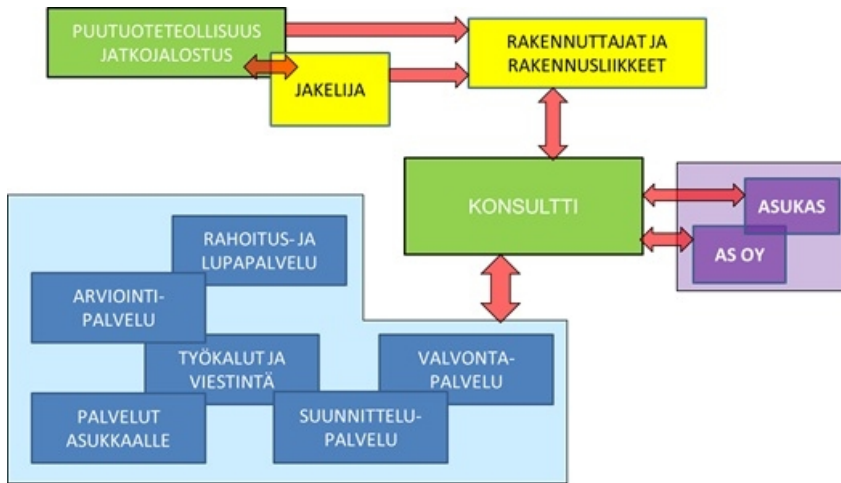 PUUTUOTETEOLLISUUS
JATKOJALOSTUS
JAKELIJA
RAKENNUTTAJAT JA
RAKENNUSLIIKKEET
KONSULTTI
ASUKAS
AS OY
RAHOITUS- JA
LUPAPALVELU
ARVIOINTI-
PALVELU
TYÖKALUT JA
VIESTINTÄ
VALVONTA-
PALVELU
PALVELUT
ASUKKAALLE
SUUNNITTELU-
PALVELU